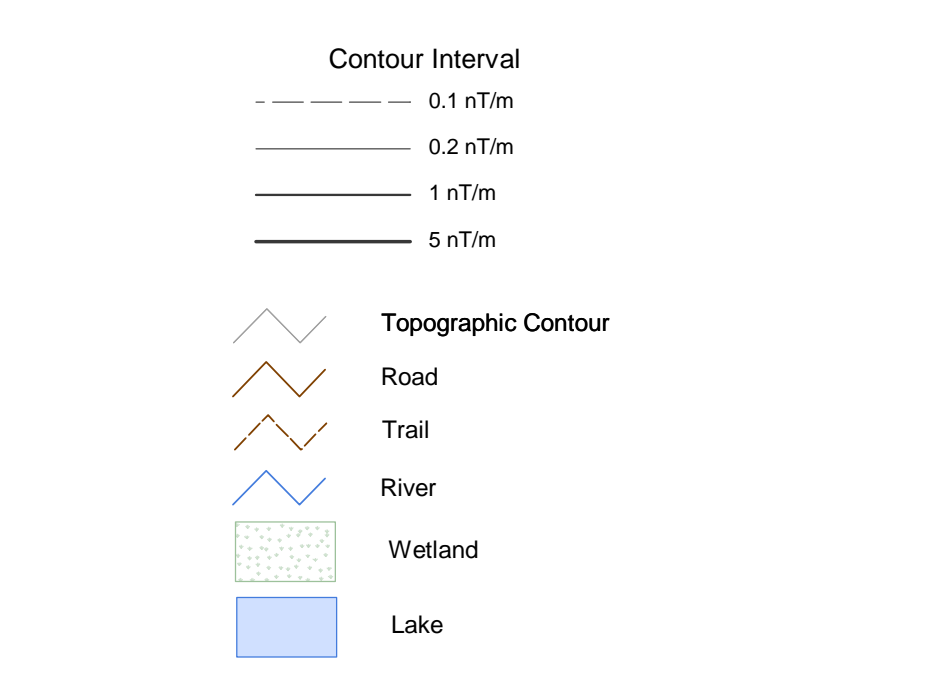 Contour Interval
0.1 nT/m
0.2 nT/m
1 nT/m
5 nT/m
Topographic Contour
Road
Trail
River
Wetland
Lake